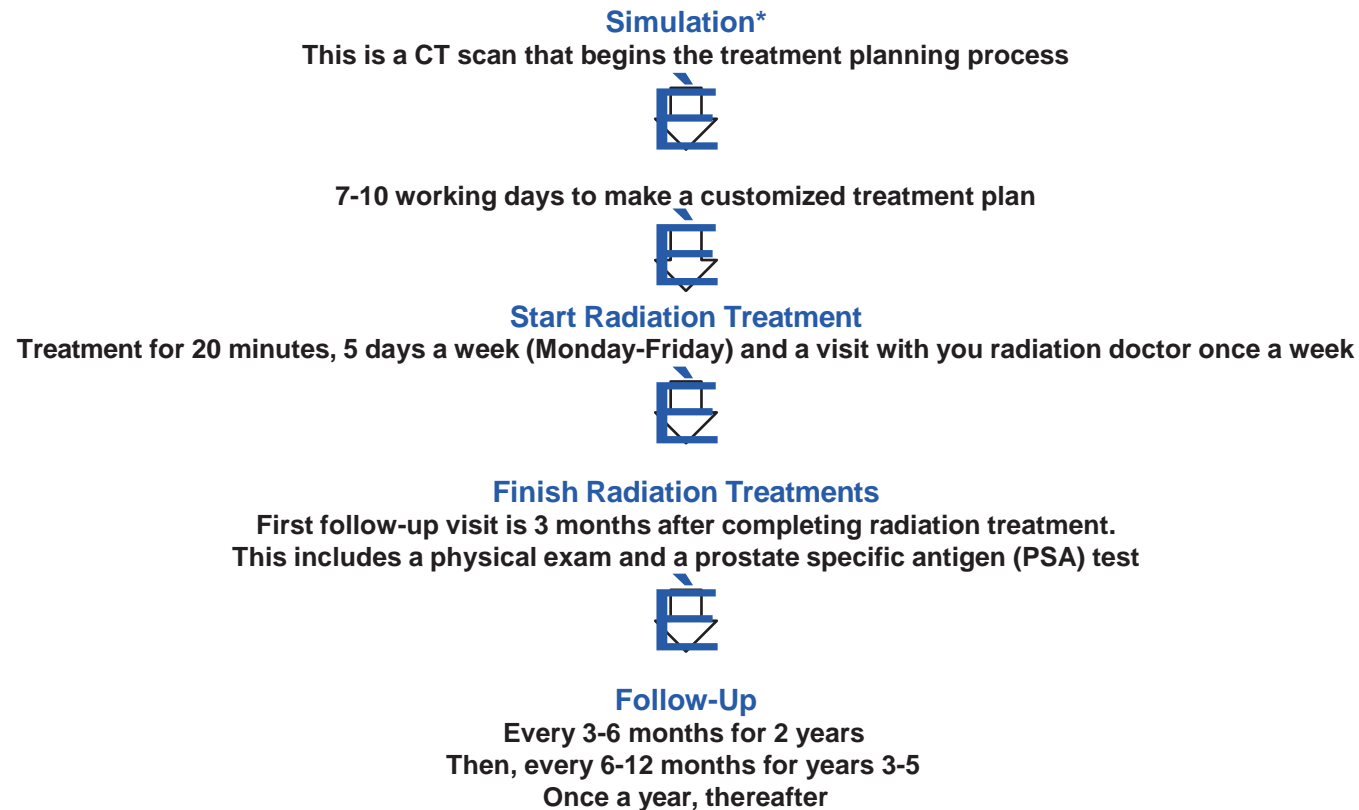 Simulation*
This is a CT scan that begins the treatment planning process
È
7-10 working days to make a customized treatment plan
È
Start Radiation Treatment
Treatment for 20 minutes, 5 days a week (Monday-Friday) and a visit with you radiation doctor once a week
È
Finish Radiation Treatments
First follow-up visit is 3 months after completing radiation treatment.
This includes a physical exam and a prostate specific antigen (PSA) test
È
Follow-Up
Every 3-6 months for 2 years
Then, every 6-12 months for years 3-5
Once a year, thereafter